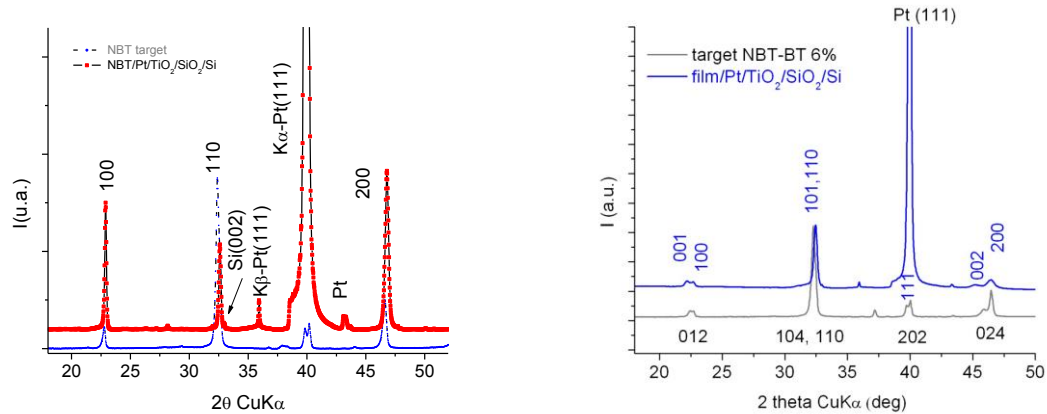 NBT target
NBT/Pt/TiO₂/SiO₂/Si
I(u.a.)
100
110
Si(002)
Kβ-Pt(111)
Kα-Pt(111)
Pt
200
20 25 30 35 40 45 50
2θ CuKα
Pt (111)
target NBT-BT 6%
film/Pt/TiO₂/SiO₂/Si
I (a.u.)
001
100
101,110
111
002
200
012
104, 110
202
024
20 25 30 35 40 45 50
2 theta CuKα (deg)